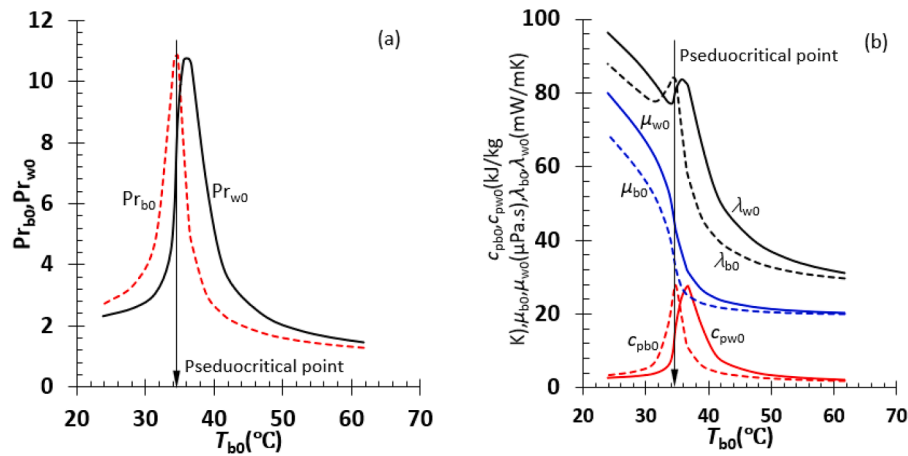 (a)
12
10
8
6
4
2
0
Pr_b0,Pr_w0
Pr_b0
Pr_w0
Pseduocritical point
20 30 40 50 60 70
T_b0(°C)
(b)
100
80
60
40
20
0
c_pb0,c_pw0(kJ/kg
K),μ_b0,μ_w0(μPa.s),λ_b0,λ_w0(mW/mK)
Pseduocritical point
μ_w0
μ_b0
λ_w0
λ_b0
c_pb0
c_pw0
20 30 40 50 60 70
T_b0(°C)